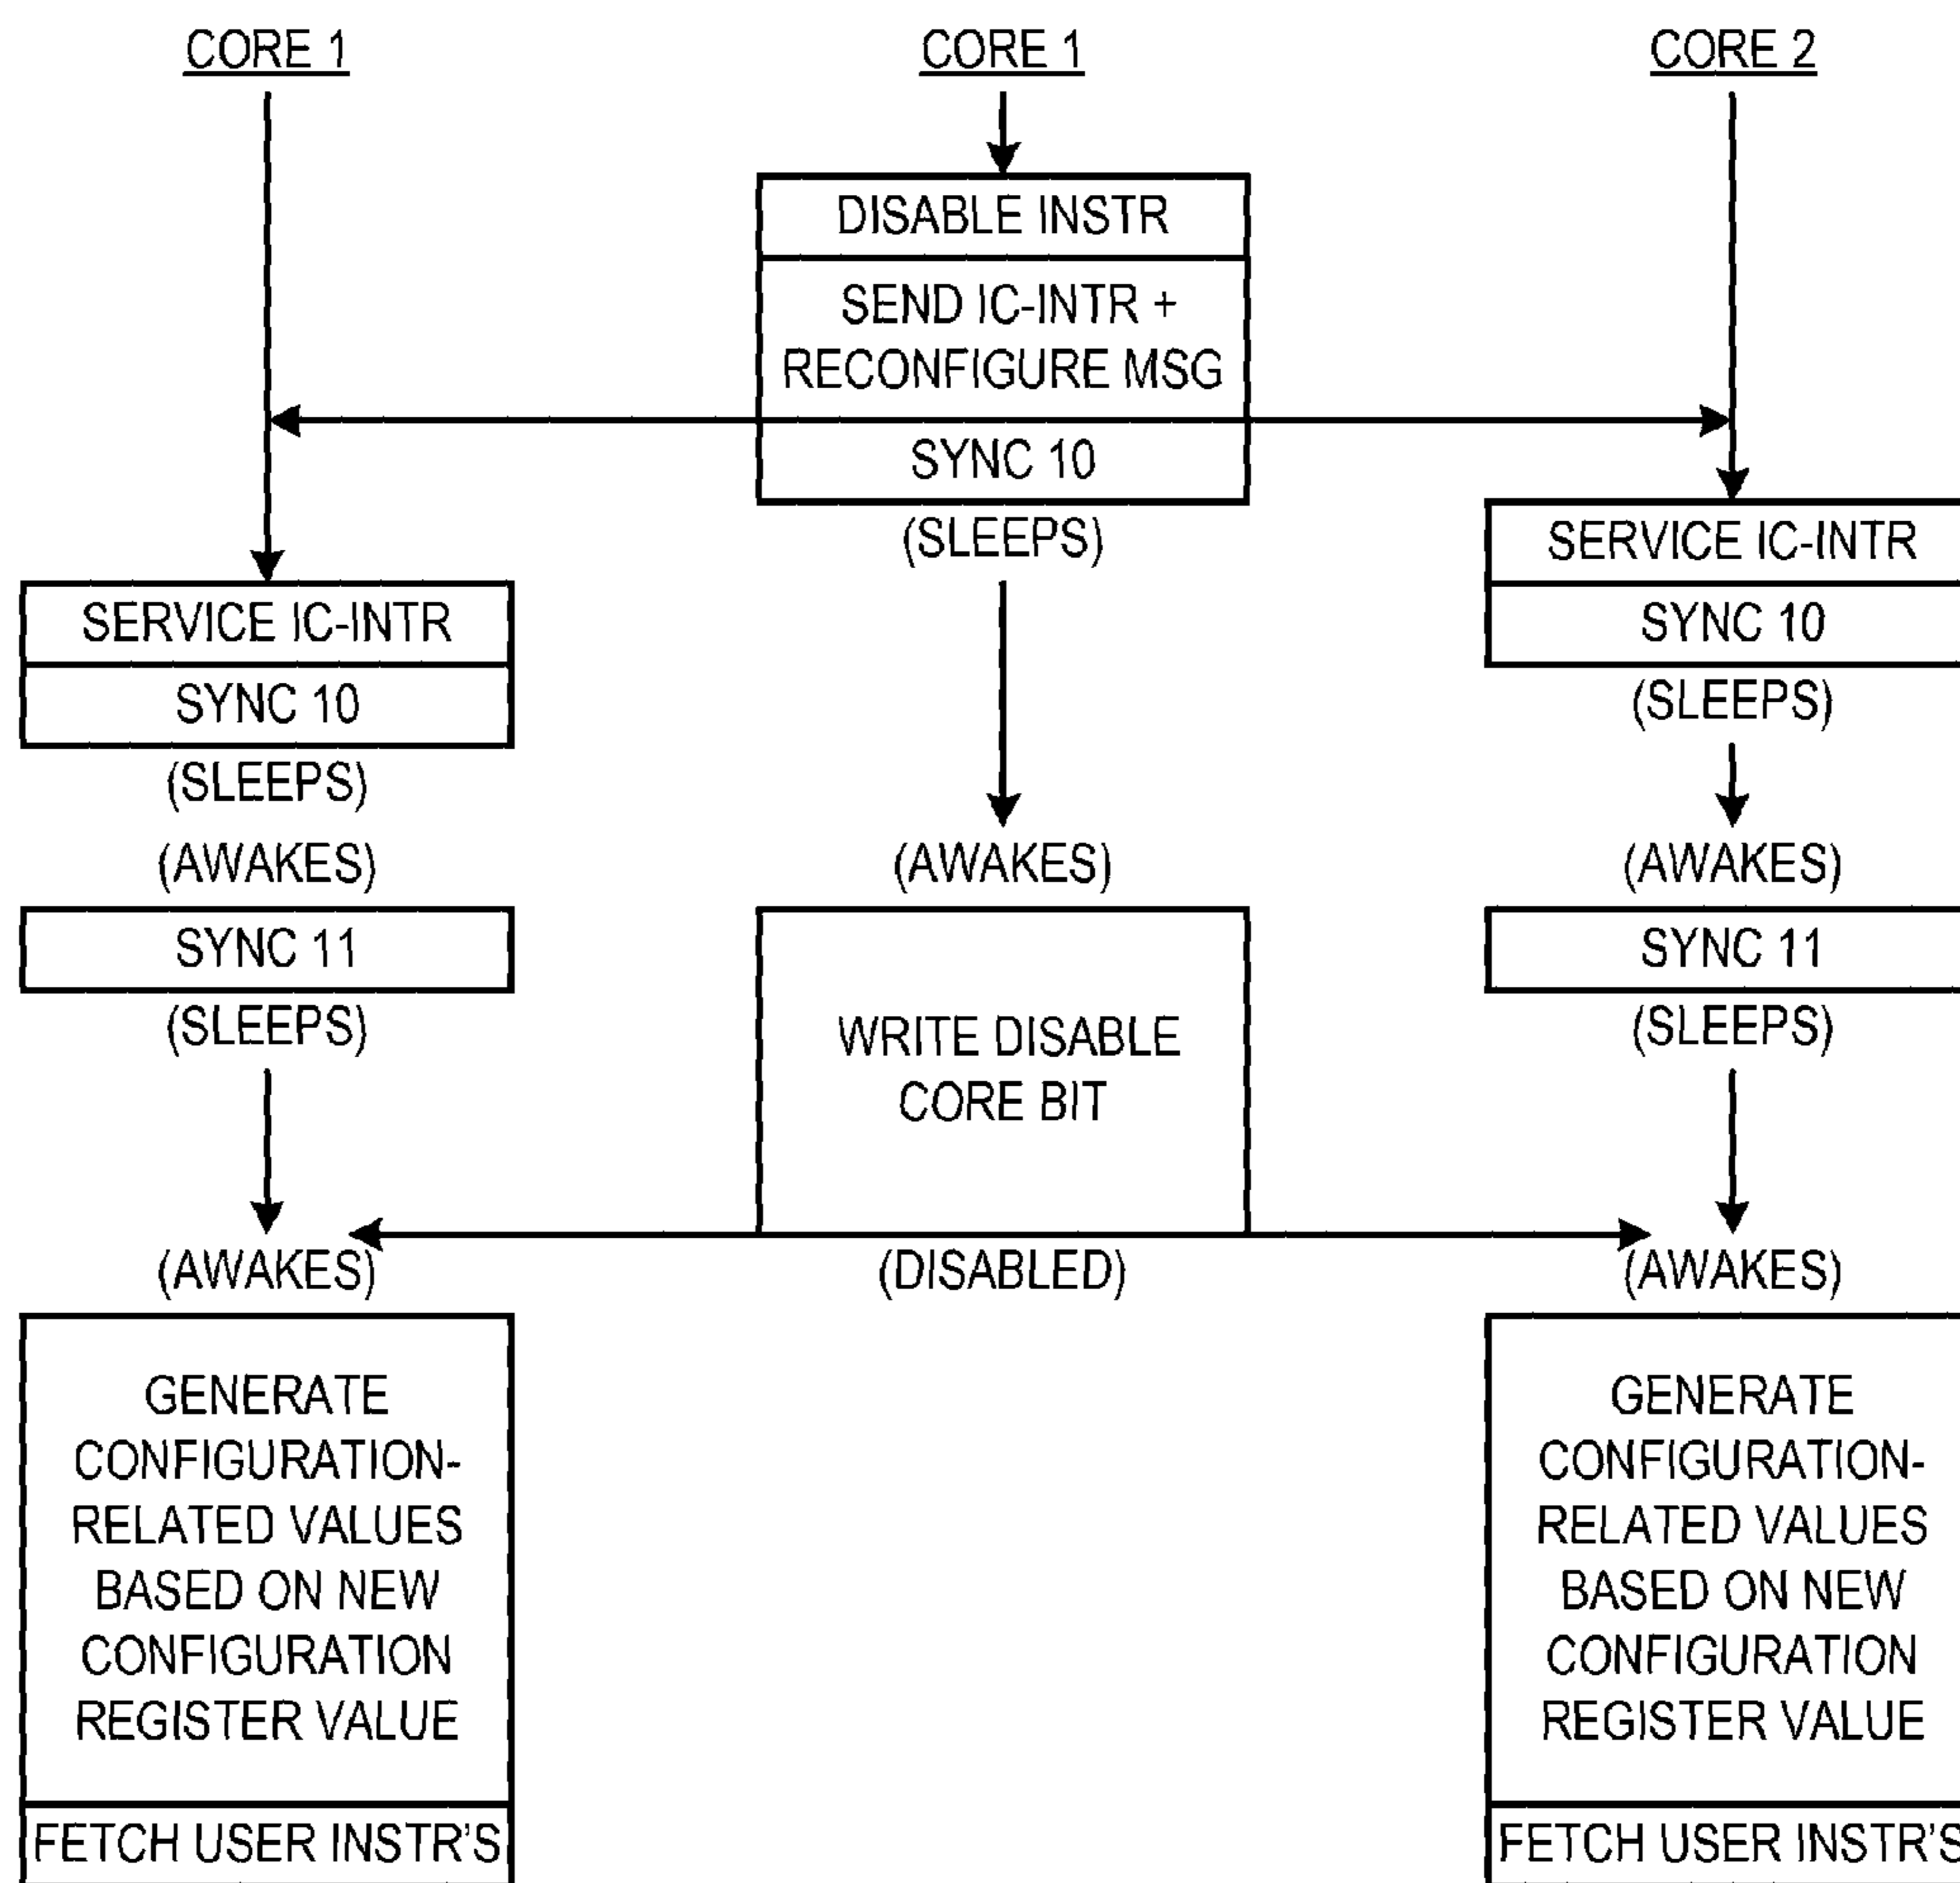 CORE 1
CORE 1
CORE 2
DISABLE INSTR
SEND IC-INTR +
RECONFIGURE MSG
SYNC 10
(SLEEPS)
SERVICE IC-INTR
SYNC 10
(SLEEPS)
SERVICE IC-INTR
SYNC 10
(SLEEPS)
(AWAKES)
(AWAKES)
(AWAKES)
SYNC 11
(SLEEPS)
WRITE DISABLE
CORE BIT
SYNC 11
(SLEEPS)
(AWAKES)
(DISABLED)
(AWAKES)
GENERATE
CONFIGURATION-
RELATED VALUES
BASED ON NEW
CONFIGURATION
REGISTER VALUE
FETCH USER INSTR'S
GENERATE
CONFIGURATION-
RELATED VALUES
BASED ON NEW
CONFIGURATION
REGISTER VALUE
FETCH USER INSTR'S